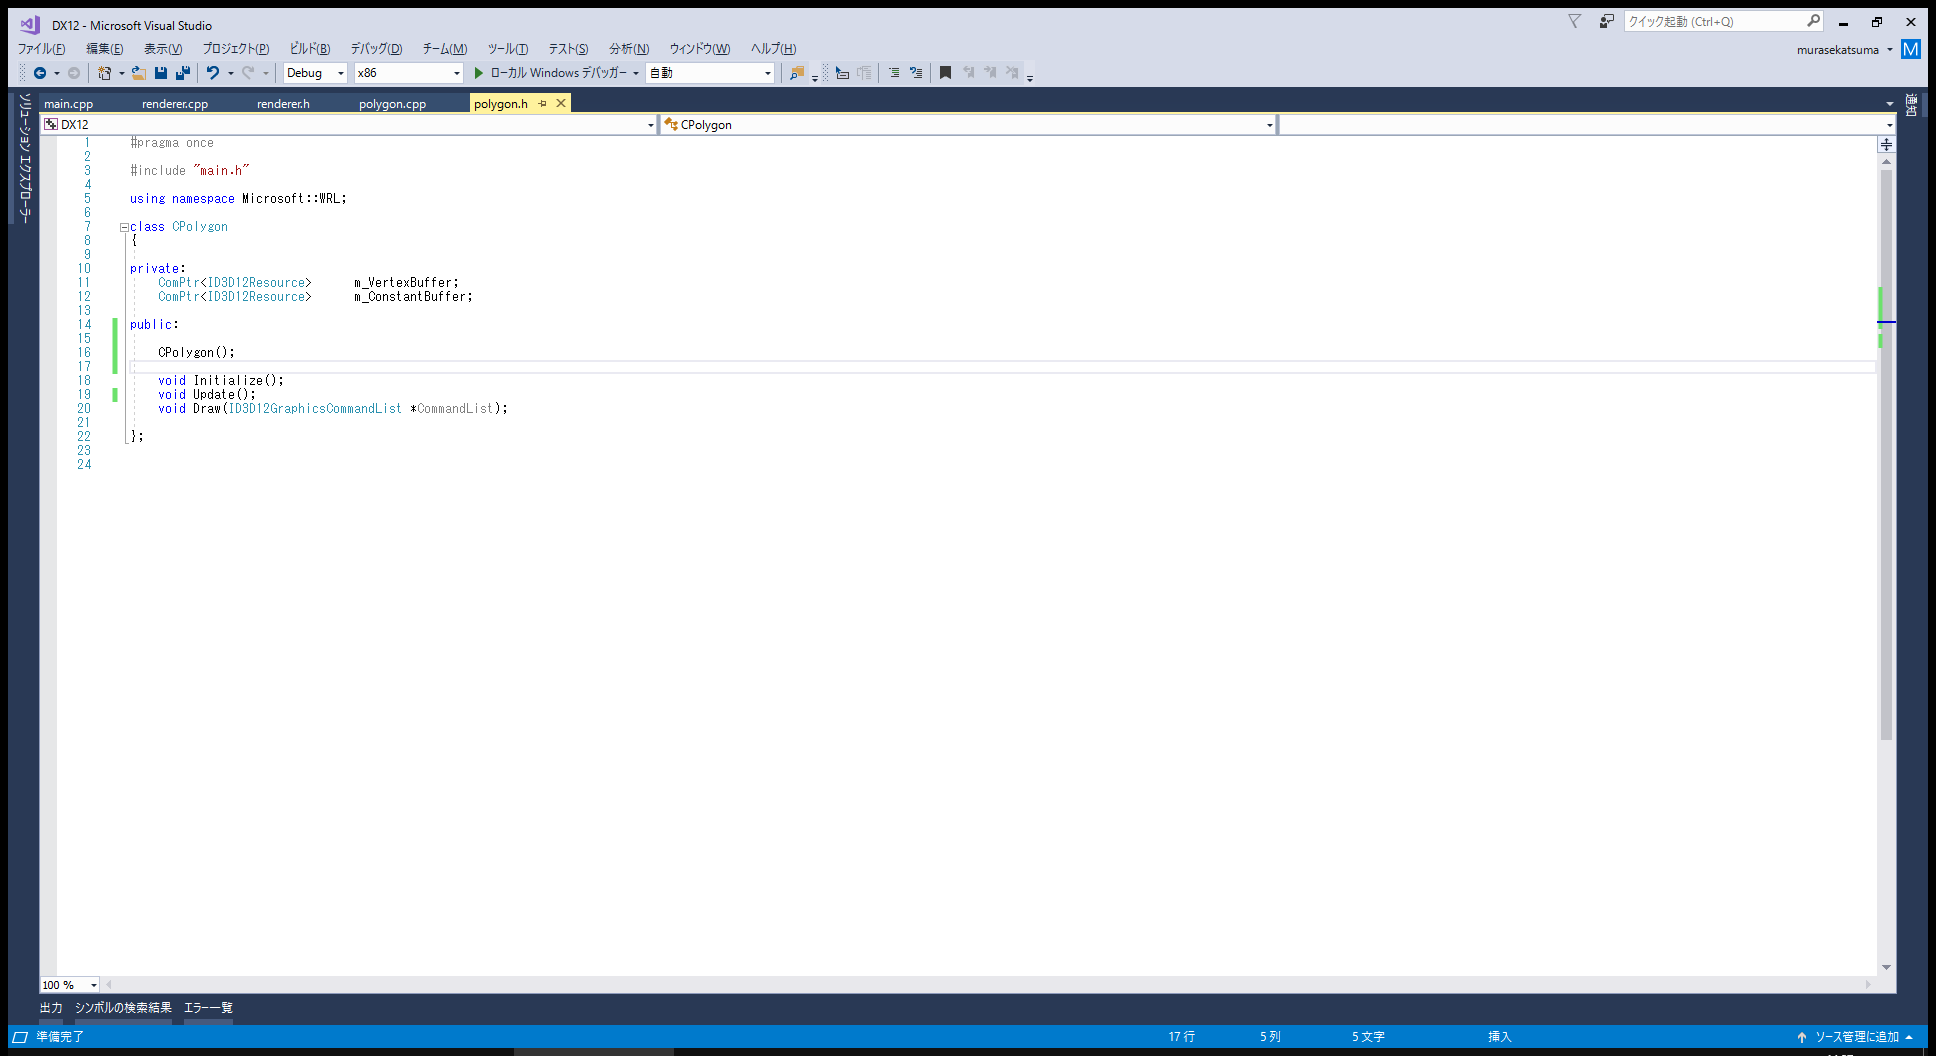 DX12 - Microsoft Visual Studio
クイック起動 (Ctrl+Q)
ファイル(F) 編集(E) 表示(V) プロジェクト(P) ビルド(B) デバッグ(D) チーム(M) ツール(T) テスト(S) 分析(N) ウィンドウ(W) ヘルプ(H)
murasekatsuma M
Debug x86 ローカル Windows デバッガー 自動
ソリューション エクスプローラー
main.cpp renderer.cpp renderer.h polygon.cpp polygon.h
通知
DX12 CPolygon
1 #pragma once
2
3 #include "main.h"
4
5 using namespace Microsoft::WRL;
6
7 class CPolygon
8 {
9
10 private:
11 ComPtr<ID3D12Resource> m_VertexBuffer;
12 ComPtr<ID3D12Resource> m_ConstantBuffer;
13
14 public:
15
16 CPolygon();
17
18 void Initialize();
19 void Update();
20 void Draw(ID3D12GraphicsCommandList *CommandList);
21
22 };
23
24
100 %
出力 シンボルの検索結果 エラー一覧
準備完了 17 行 5 列 5 文字 挿入 ソース管理に追加